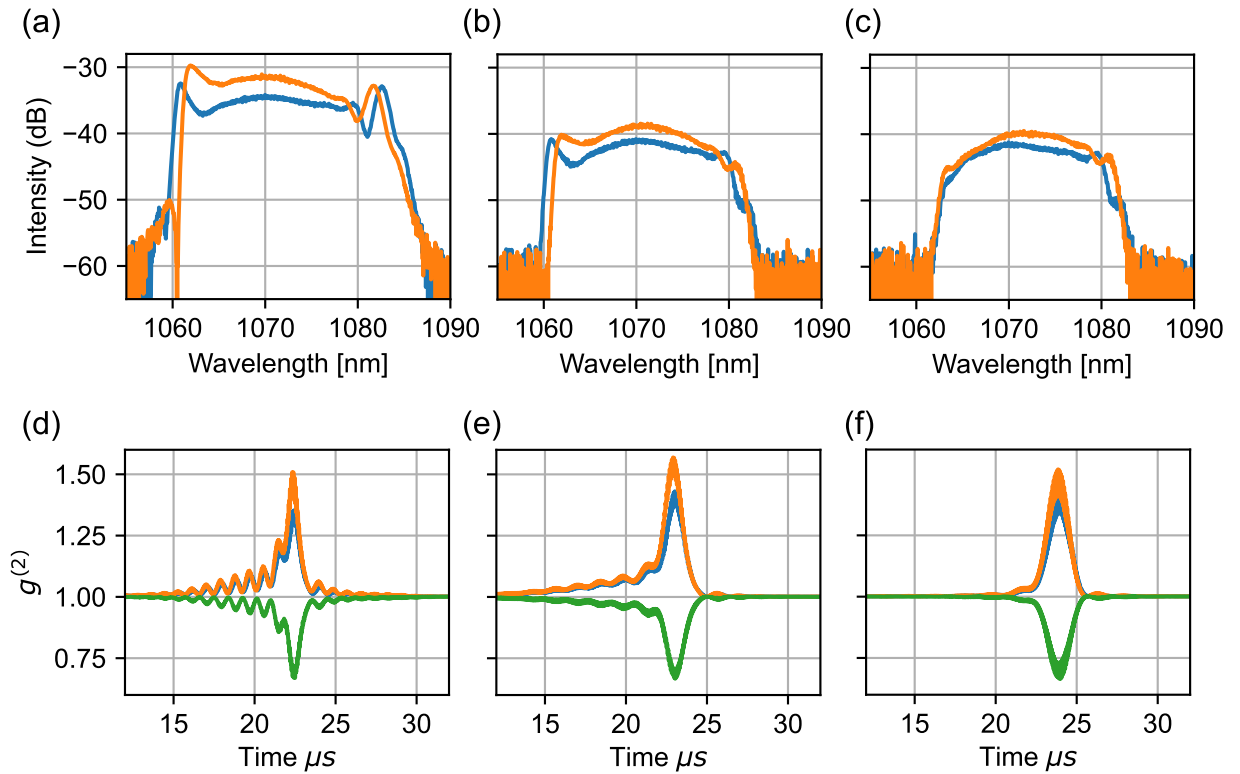 (a)
(b)
(c)
Intensity (dB)
−30
−40
−50
−60
1060 1070 1080 1090
1060 1070 1080 1090
1060 1070 1080 1090
Wavelength [nm]
Wavelength [nm]
Wavelength [nm]
(d)
(e)
(f)
g(2)
1.50
1.25
1.00
0.75
15 20 25 30
15 20 25 30
15 20 25 30
Time μs
Time μs
Time μs